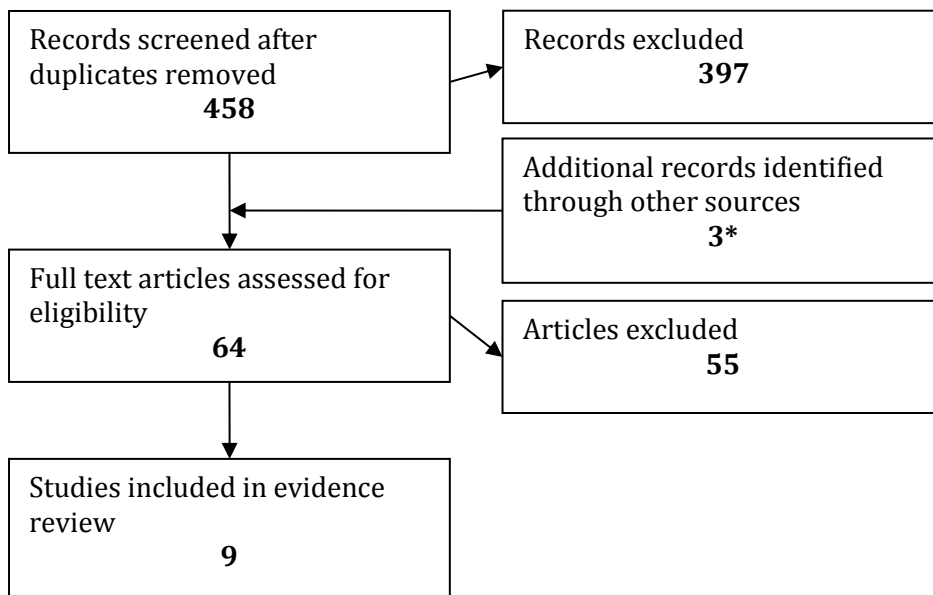 Records screened after
duplicates removed
458
Records excluded
397
Additional records identified
through other sources
3*
Full text articles assessed for
eligibility
64
Articles excluded
55
Studies included in evidence
review
9